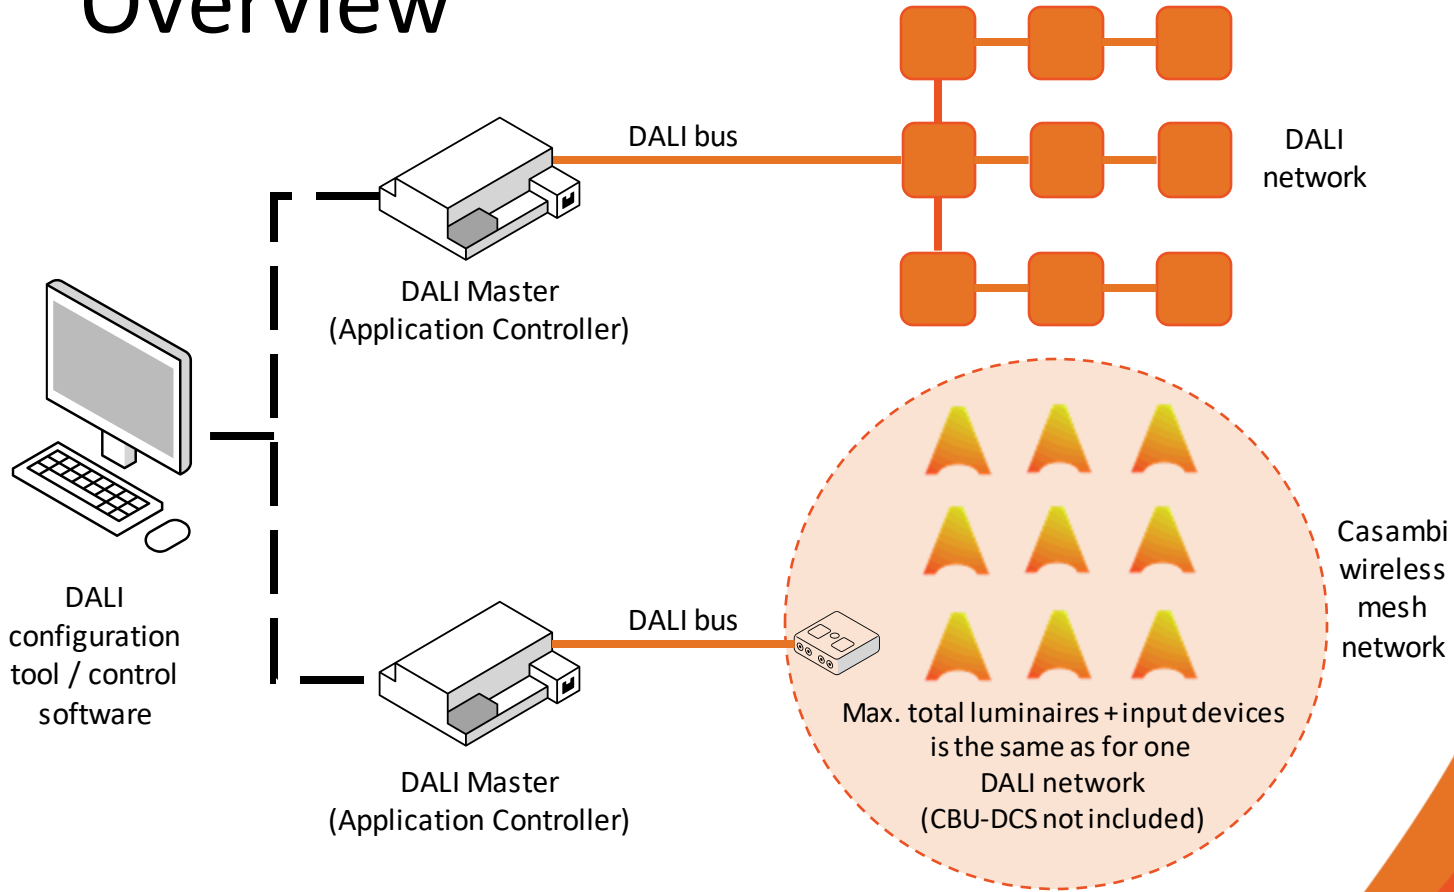 Overview
DALI bus
DALI
network
DALI Master
(Application Controller)
DALI
configuration
tool / control
software
DALI bus
Casambi
wireless
mesh
network
Max. total luminaires + input devices
is the same as for one
DALI network
(CBU-DCS not included)
DALI Master
(Application Controller)